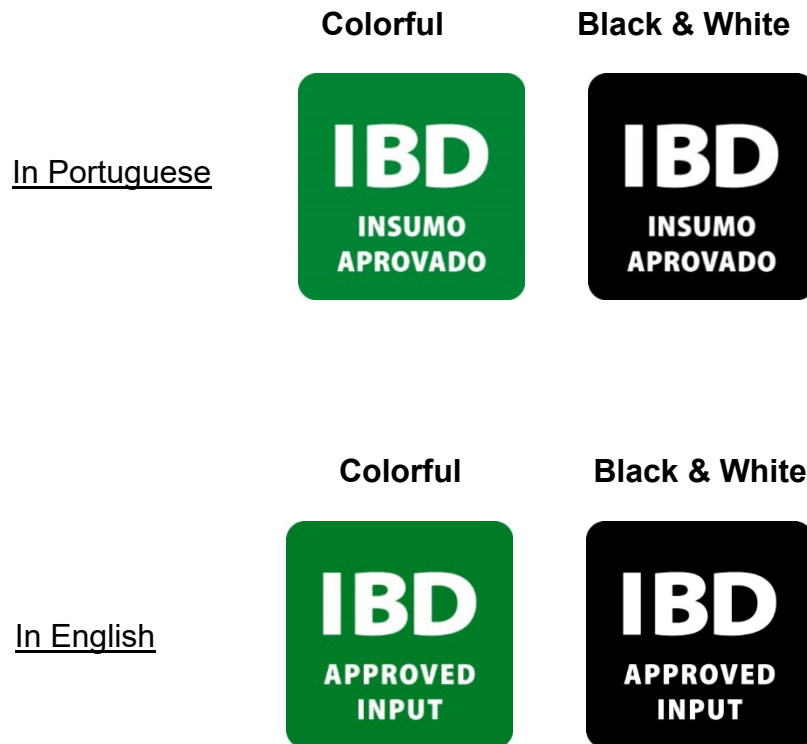 Colorful Black & White
In Portuguese
IBD IBD
INSUMO INSUMO
APROVADO APROVADO
Colorful Black & White
In English
IBD IBD
APPROVED APPROVED
INPUT INPUT